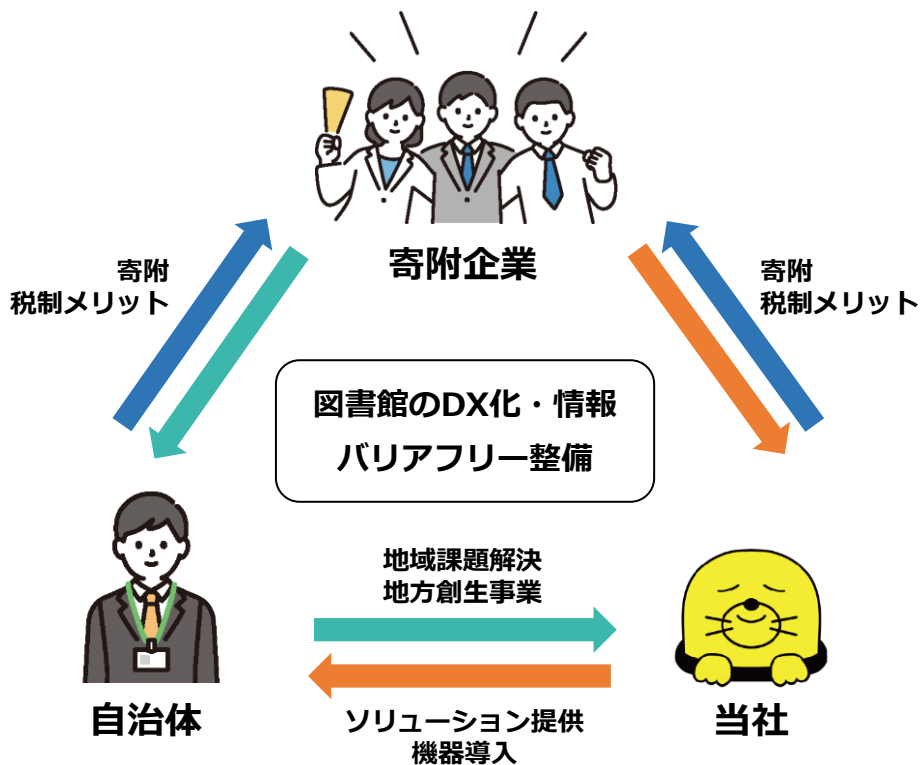 寄附企業
寄附
税制メリット
寄附
税制メリット
図書館のDX化・情報
バリアフリー整備
地域課題解決
地方創生事業
自治体
ソリューション提供
機器導入
当社